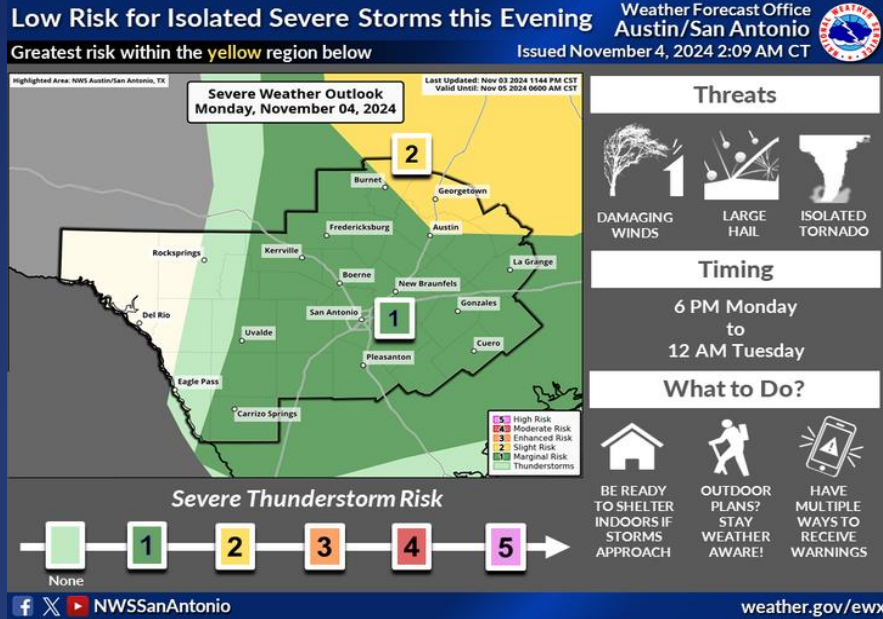 Low Risk for Isolated Severe Storms this Evening
Greatest risk within the yellow region below
Weather Forecast Office
Austin/San Antonio
Issued November 4, 2024 2:09 AM CT
NATIONAL WEATHER SERVICE
Highlighted Area: NWS Austin/San Antonio, TX
Severe Weather Outlook
Monday, November 04, 2024
Last Updated: Nov 03 2024 1144 PM CST
Valid Until: Nov 05 2024 0600 AM CST
2
Burnet
Georgetown
Fredericksburg
Austin
Rocksprings
Kerrville
La Grange
Boerne
New Braunfels
Gonzales
Del Rio
San Antonio
1
Uvalde
Cuero
Pleasanton
Eagle Pass
Carrizo Springs
5 High Risk
4 Moderate Risk
3 Enhanced Risk
2 Slight Risk
1 Marginal Risk
Thunderstorms
Severe Thunderstorm Risk
1 2 3 4 5
None
Threats
DAMAGING
WINDS
LARGE
HAIL
ISOLATED
TORNADO
Timing
6 PM Monday
to
12 AM Tuesday
What to Do?
BE READY
TO SHELTER
INDOORS IF
STORMS
APPROACH
OUTDOOR
PLANS?
STAY
WEATHER
AWARE!
HAVE
MULTIPLE
WAYS TO
RECEIVE
WARNINGS
NWSSanAntonio
weather.gov/ewx